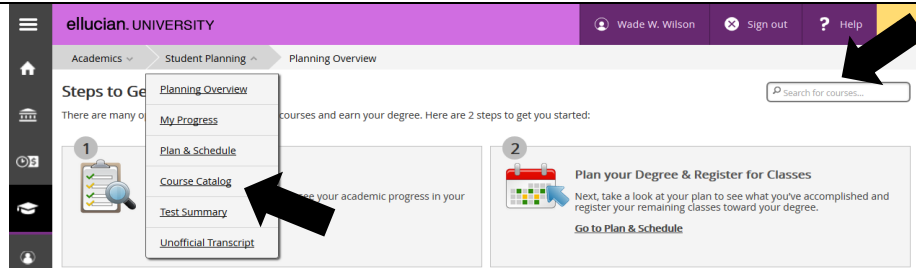 ellucian. UNIVERSITY
Wade W. Wilson
Sign out
? Help
Academics
Student Planning
Planning Overview
Steps to Ge
Search for courses...
There are many o
courses and earn your degree. Here are 2 steps to get you started:
Planning Overview
My Progress
Plan & Schedule
Course Catalog
Test Summary
Unofficial Transcript
1
see your academic progress in your
2
Plan your Degree & Register for Classes
Next, take a look at your plan to see what you've accomplished and
register your remaining classes toward your degree.
Go to Plan & Schedule